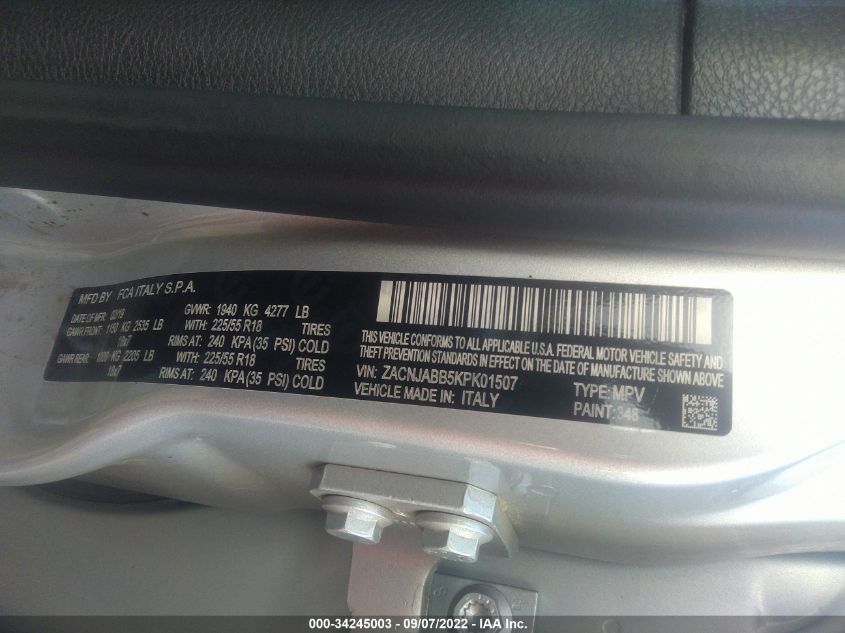 MFD BY FCA ITALY S.P.A.
DATE OF MFR GVWR: 1940 KG 4277 LB
GAWR FRONT: 1150 KG 2535 LB WITH: 225/55 R18 TIRES
RIMS AT: 240 KPA (35 PSI) COLD
GAWR REAR: 1000 KG 2205 LB WITH: 225/55 R18 TIRES
RIMS AT: 240 KPA (35 PSI) COLD
THIS VEHICLE CONFORMS TO ALL APPLICABLE U.S.A. FEDERAL MOTOR VEHICLE SAFETY AND
THEFT PREVENTION STANDARDS IN EFFECT ON THE DATE OF MANUFACTURE SHOWN ABOVE
VIN: ZACNJABB5KPK01507 TYPE: MPV
VEHICLE MADE IN: ITALY PAINT: 348
000-34245003 - 09/07/2022 - IAA Inc.